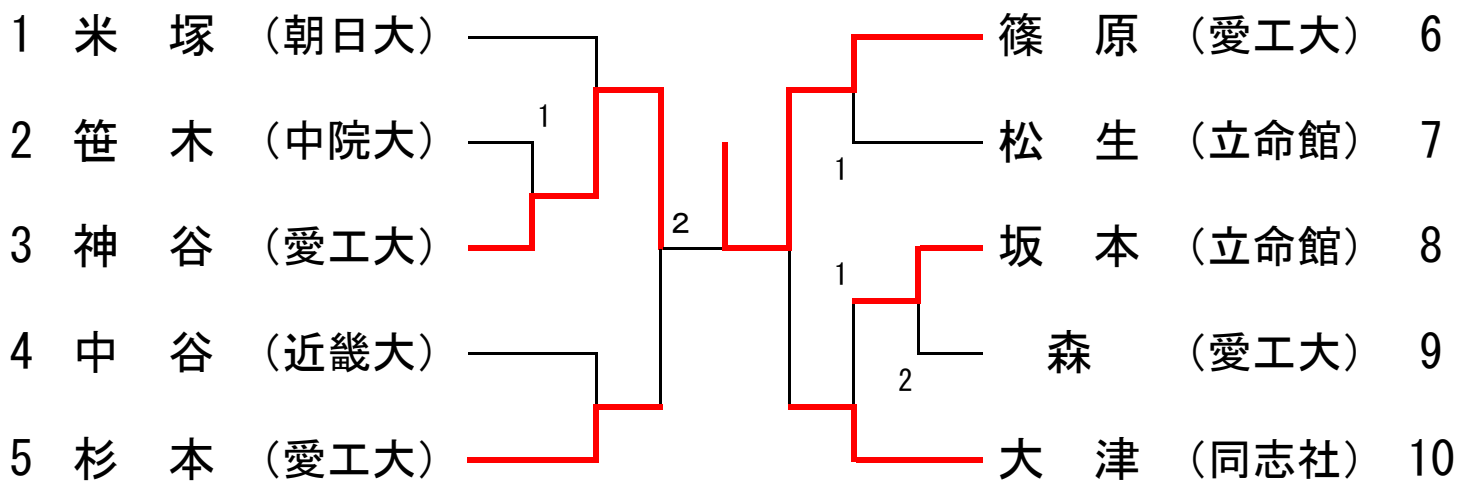 1 米 塚 （朝日大）
1
2 笹 木 （中院大）
3 神 谷 （愛工大）
2
4 中 谷 （近畿大）
5 杉 本 （愛工大）
篠 原 （愛工大） 6
松 生 （立命館） 7
1
坂 本 （立命館） 8
1
森 （愛工大） 9
2
大 津 （同志社） 10